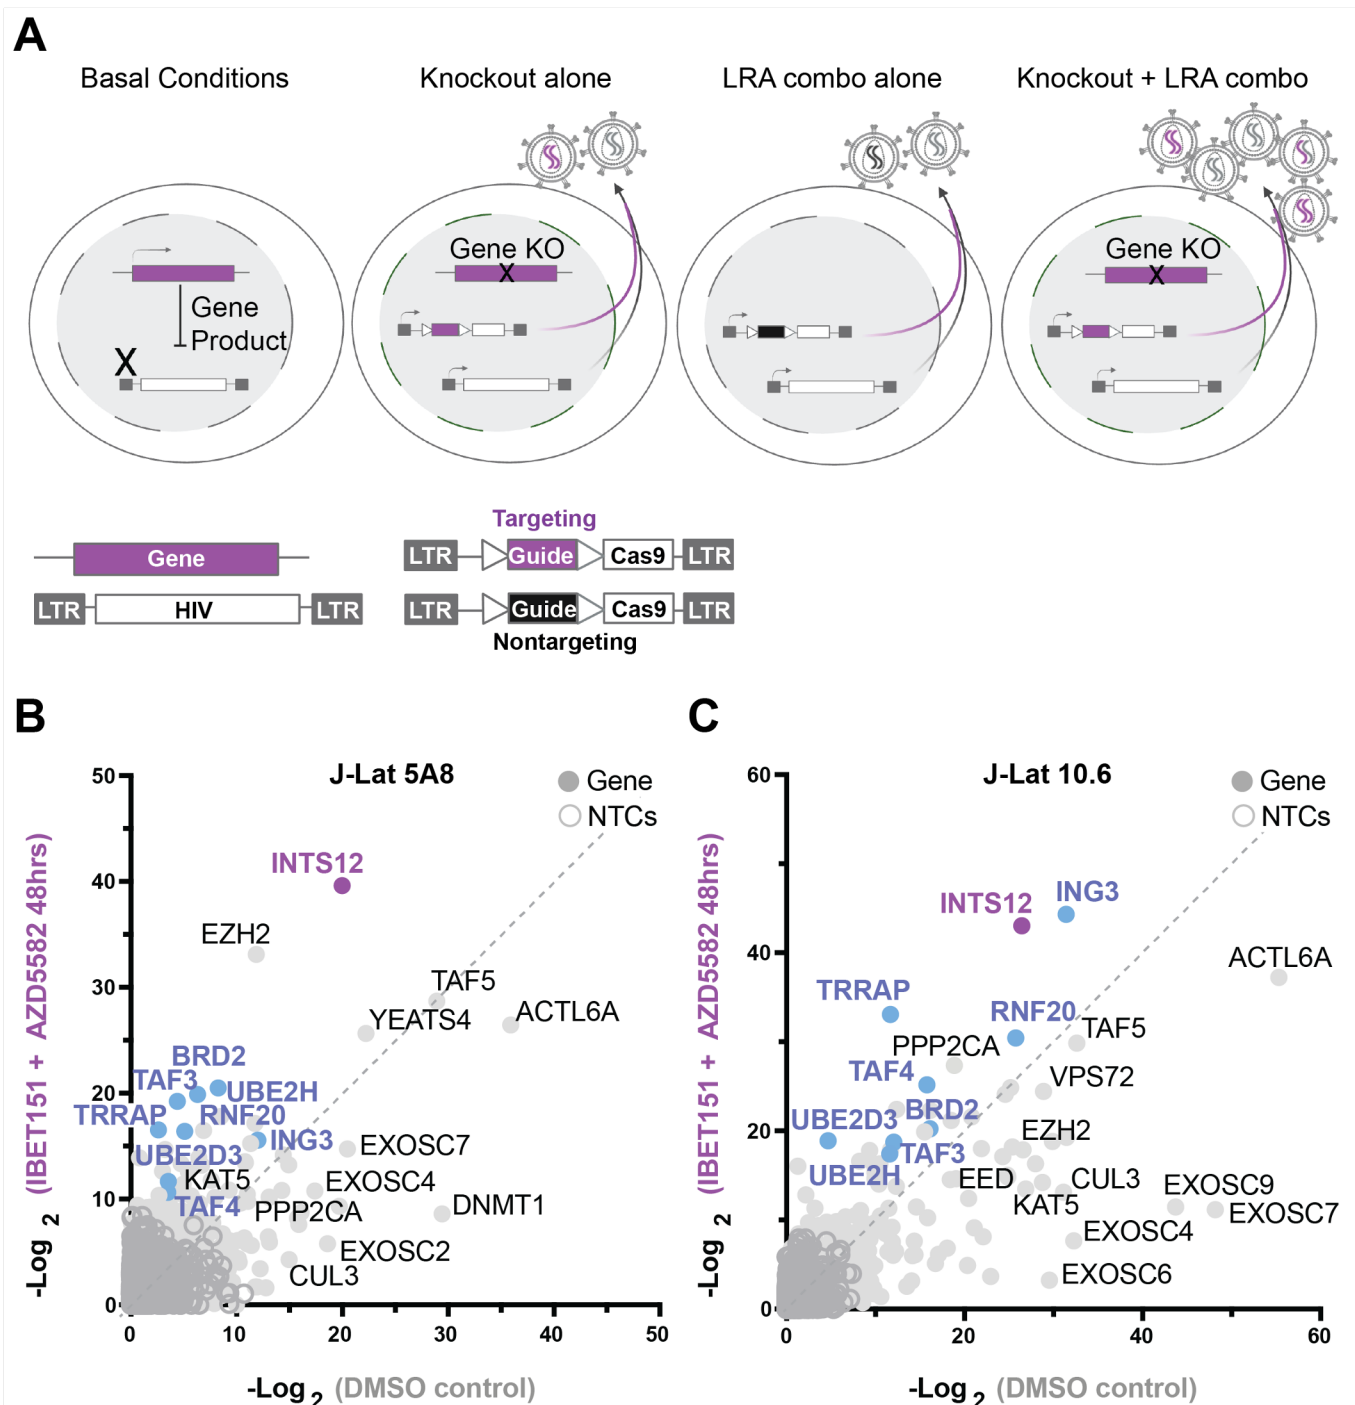 A
Basal Conditions
Knockout alone
LRA combo alone
Knockout + LRA combo
Gene
Product
X
Gene KO
X
Gene KO
X
Targeting
Gene
LTR
Guide
Cas9
LTR
LTR
HIV
LTR
LTR
Guide
Cas9
LTR
Nontargeting
B
J-Lat 5A8
Gene
NTCs
(IBET151 + AZD5582 48hrs)
-Log 2
50
40
30
20
10
0
INTS12
EZH2
TAF5
YEATS4
ACTL6A
BRD2
TAF3
UBE2H
TRRAP
RNF20
ING3
UBE2D3
EXOSC7
KAT5
EXOSC4
TAF4
PPP2CA
DNMT1
EXOSC2
CUL3
0
10
20
30
40
50
-Log 2 (DMSO control)
C
J-Lat 10.6
Gene
NTCs
(IBET151 + AZD5582 48hrs)
-Log 2
60
40
20
0
INTS12
ING3
ACTL6A
TRRAP
RNF20
TAF5
PPP2CA
TAF4
VPS72
UBE2D3
BRD2
EZH2
TAF3
UBE2H
EED
CUL3
KAT5
EXOSC9
EXOSC7
EXOSC4
EXOSC6
0
20
40
60
-Log 2 (DMSO control)